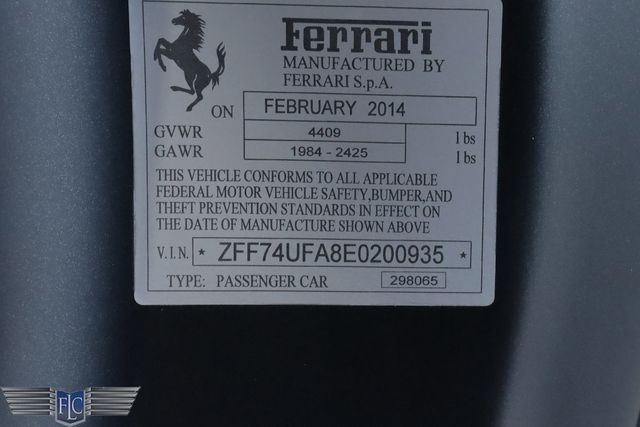 Ferrari
MANUFACTURED BY
FERRARI S.p.A.
ON FEBRUARY 2014
GVWR 4409 lbs
GAWR 1984 - 2425 lbs
THIS VEHICLE CONFORMS TO ALL APPLICABLE
FEDERAL MOTOR VEHICLE SAFETY,BUMPER,AND
THEFT PREVENTION STANDARDS IN EFFECT ON
THE DATE OF MANUFACTURE SHOWN ABOVE
V.I.N. * ZFF74UFA8E0200935 *
TYPE: PASSENGER CAR 298065
FLC